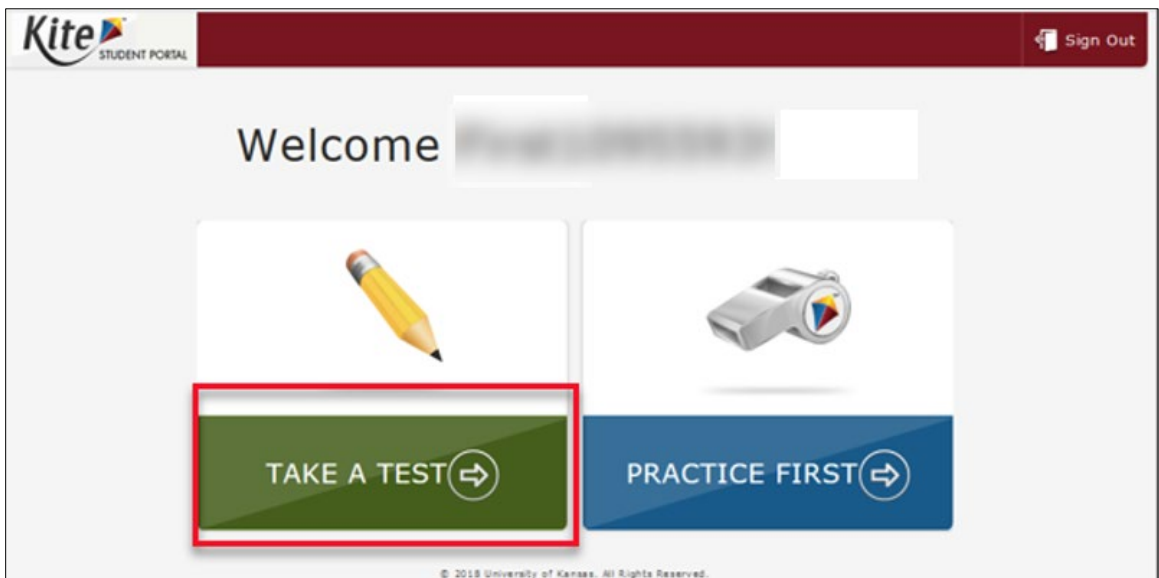 Kite
STUDENT PORTAL
Sign Out
Welcome
TAKE A TEST
PRACTICE FIRST
© 2018 University of Kansas. All Rights Reserved.